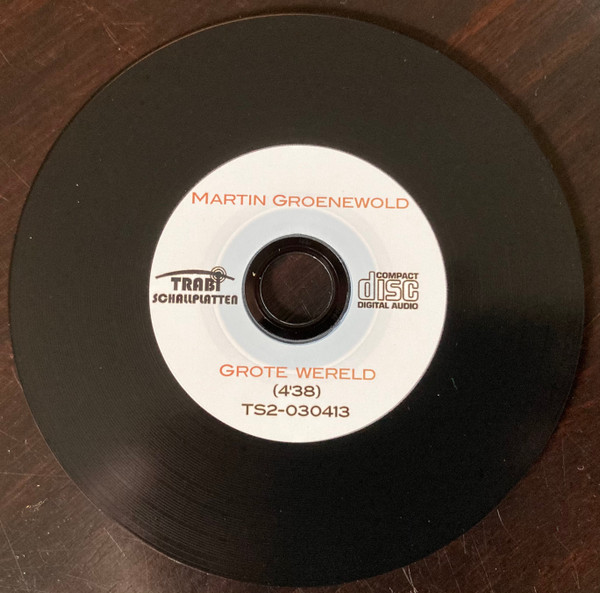 MARTIN GROENEWOLD
TRABI
SCHALLPLATTEN
COMPACT
disc
DIGITAL AUDIO
GROTE WERELD
(4'38)
TS2-030413